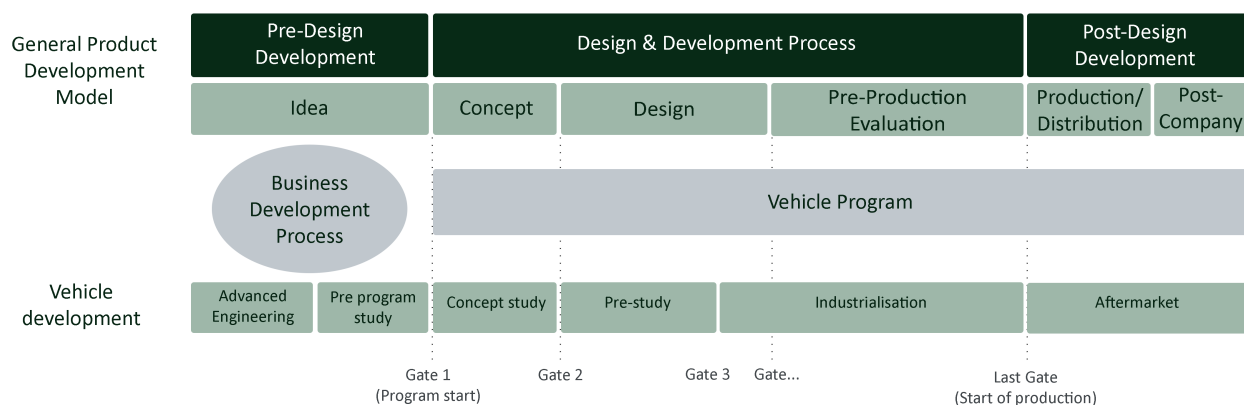 General Product
Development
Model
Pre-Design
Development
Design & Development Process
Post-Design
Development
Idea
Concept
Design
Pre-Production
Evaluation
Production/
Distribution
Post-
Company
Business
Development
Process
Vehicle Program
Vehicle
development
Advanced
Engineering
Pre program
study
Concept study
Pre-study
Industrialisation
Aftermarket
Gate 1
(Program start)
Gate 2
Gate 3
Gate...
Last Gate
(Start of production)